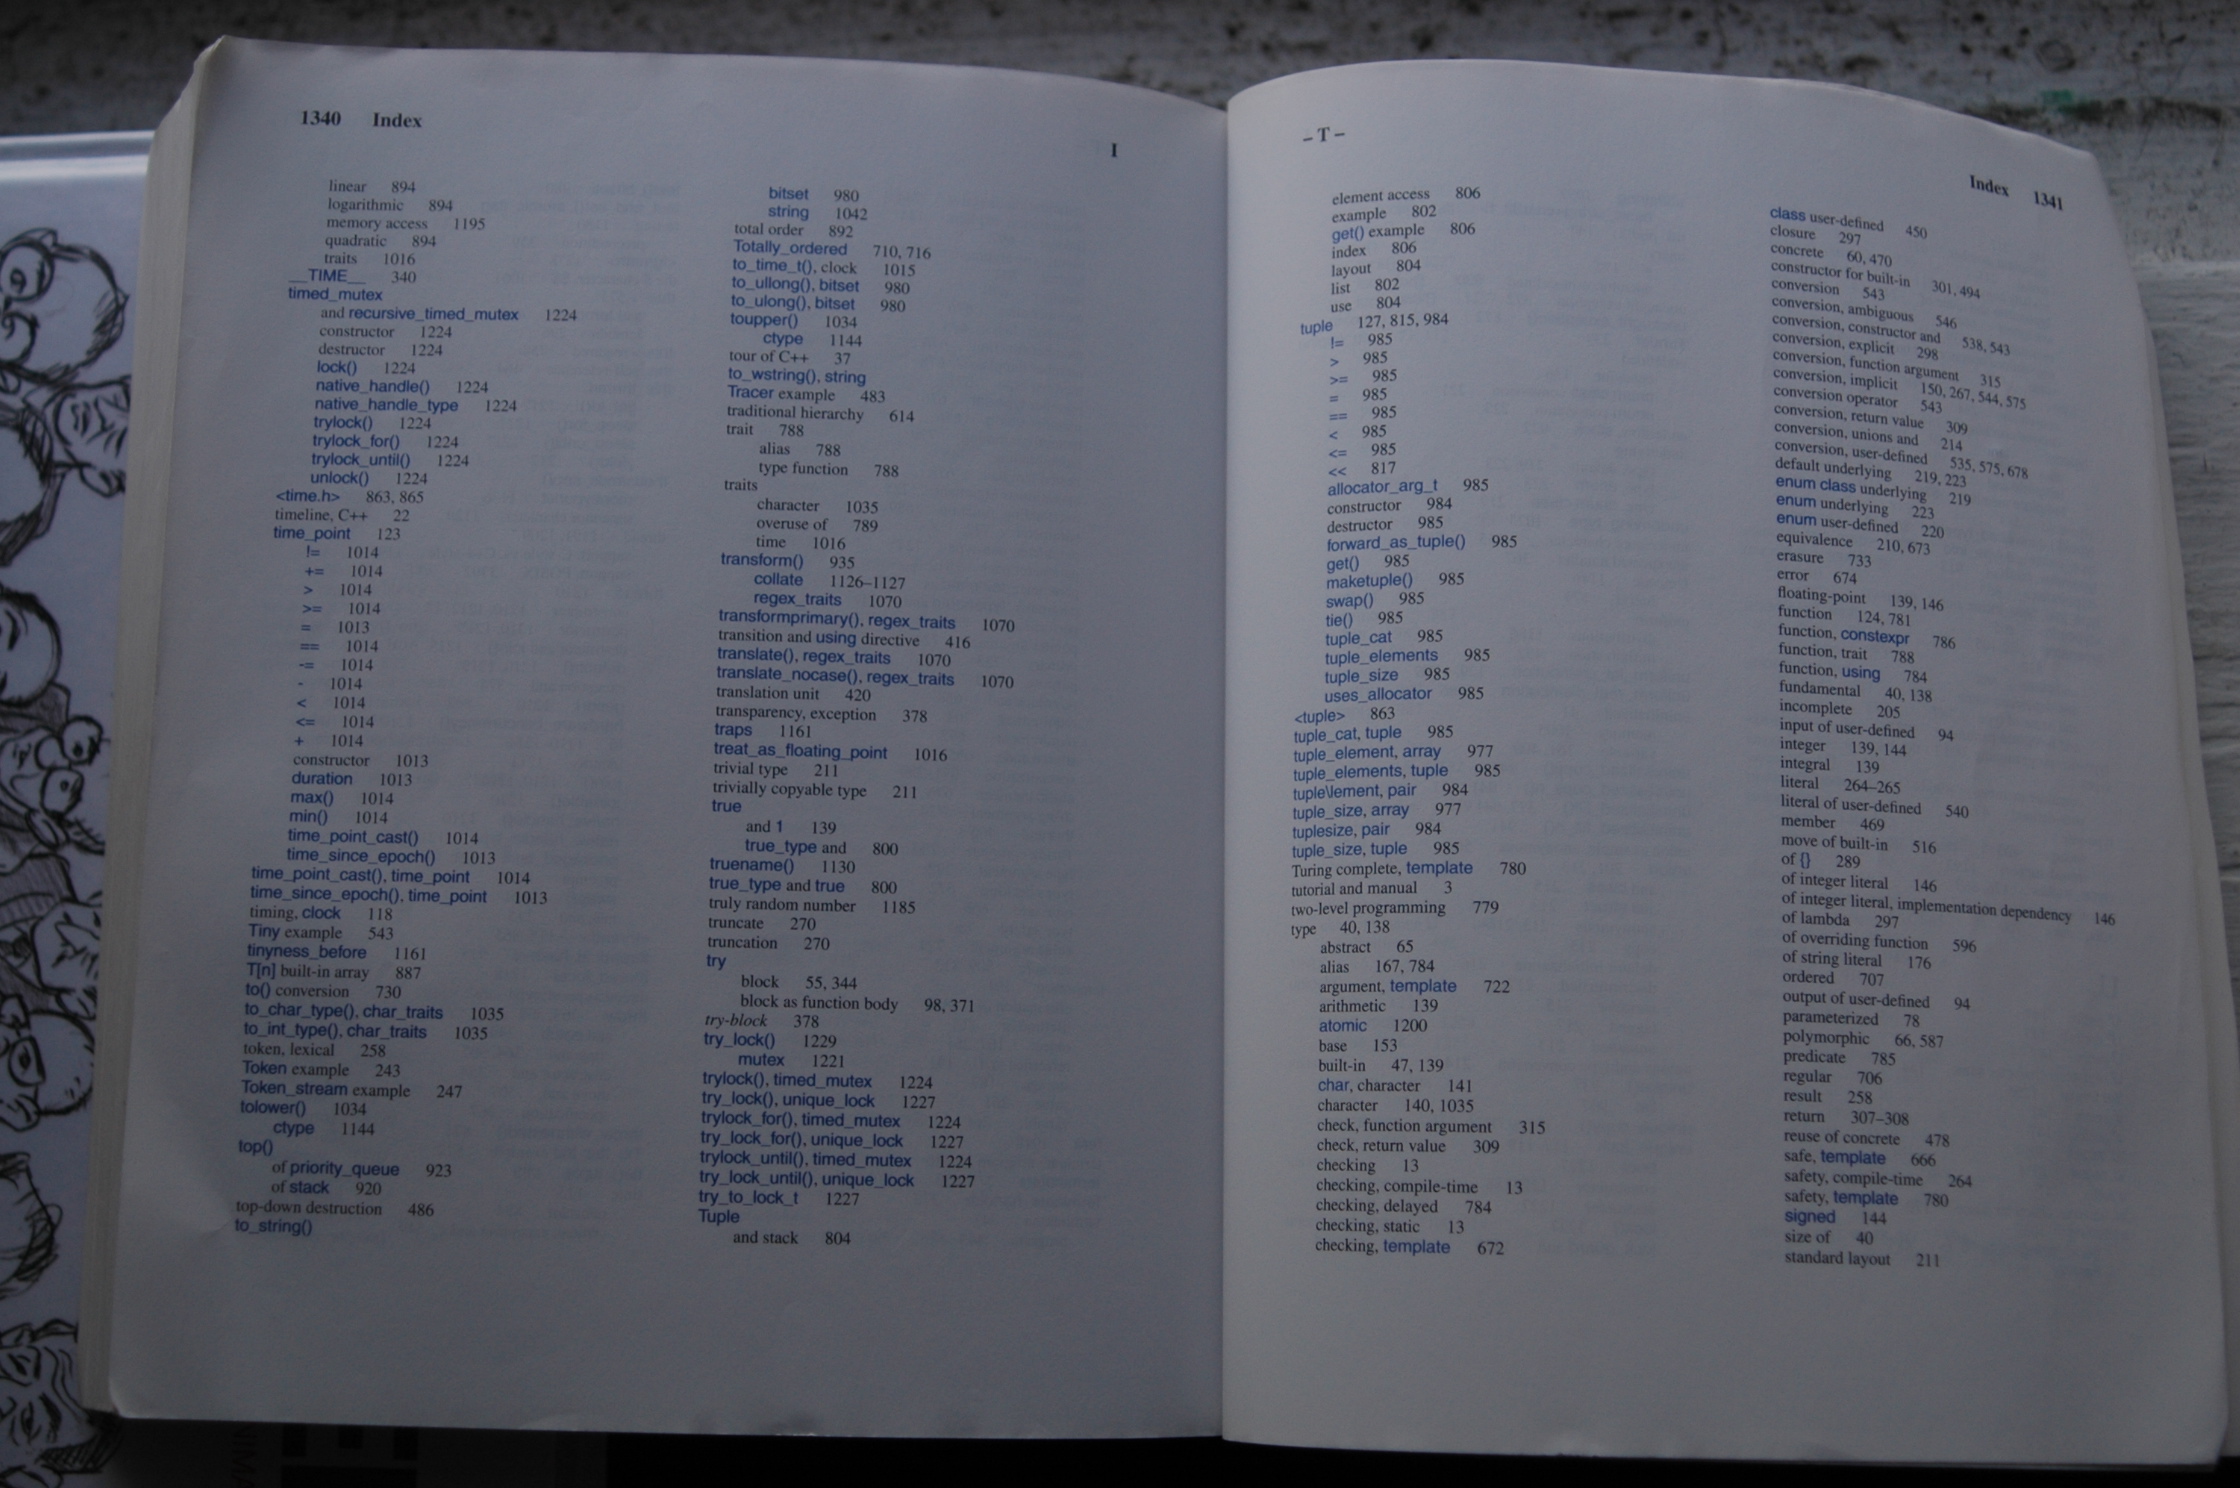 1340 Index
I
linear 894
logarithmic 894
memory access 1195
quadratic 894
traits 1016
__TIME__ 340
timed_mutex
and recursive_timed_mutex 1224
constructor 1224
destructor 1224
lock() 1224
native_handle() 1224
native_handle_type 1224
trylock() 1224
trylock_for() 1224
trylock_until() 1224
unlock() 1224
<time.h> 863, 865
timeline, C++ 22
time_point 123
!= 1014
+= 1014
> 1014
>= 1014
= 1013
== 1014
-= 1014
- 1014
< 1014
<= 1014
+ 1014
constructor 1013
duration 1013
max() 1014
min() 1014
time_point_cast() 1014
time_since_epoch() 1013
time_point_cast(), time_point 1014
time_since_epoch(), time_point 1013
timing, clock 118
Tiny example 543
tinyness_before 1161
T[n] built-in array 887
to() conversion 730
to_char_type(), char_traits 1035
to_int_type(), char_traits 1035
token, lexical 258
Token example 243
Token_stream example 247
tolower() 1034
ctype 1144
top()
of priority_queue 923
of stack 920
top-down destruction 486
to_string()
bitset 980
string 1042
total order 892
Totally_ordered 710, 716
to_time_t(), clock 1015
to_ullong(), bitset 980
to_ulong(), bitset 980
toupper() 1034
ctype 1144
tour of C++ 37
to_wstring(), string
Tracer example 483
traditional hierarchy 614
trait 788
alias 788
type function 788
traits
character 1035
overuse of 789
time 1016
transform() 935
collate 1126–1127
regex_traits 1070
transformprimary(), regex_traits 1070
transition and using directive 416
translate(), regex_traits 1070
translate_nocase(), regex_traits 1070
translation unit 420
transparency, exception 378
traps 1161
treat_as_floating_point 1016
trivial type 211
trivially copyable type 211
true
and 1 139
true_type and 800
truename() 1130
true_type and true 800
truly random number 1185
truncate 270
truncation 270
try
block 55, 344
block as function body 98, 371
try-block 378
try_lock() 1229
mutex 1221
trylock(), timed_mutex 1224
try_lock(), unique_lock 1227
trylock_for(), timed_mutex 1224
try_lock_for(), unique_lock 1227
trylock_until(), timed_mutex 1224
try_lock_until(), unique_lock 1227
try_to_lock_t 1227
Tuple
and stack 804
– T –
Index 1341
element access 806
example 802
get() example 806
index 806
layout 804
list 802
use 804
tuple 127, 815, 984
!= 985
> 985
>= 985
= 985
== 985
< 985
<= 985
<< 817
allocator_arg_t 985
constructor 984
destructor 985
forward_as_tuple() 985
get() 985
maketuple() 985
swap() 985
tie() 985
tuple_cat 985
tuple_elements 985
tuple_size 985
uses_allocator 985
<tuple> 863
tuple_cat, tuple 985
tuple_element, array 977
tuple_elements, tuple 985
tuple\lement, pair 984
tuple_size, array 977
tuplesize, pair 984
tuple_size, tuple 985
Turing complete, template 780
tutorial and manual 3
two-level programming 779
type 40, 138
abstract 65
alias 167, 784
argument, template 722
arithmetic 139
atomic 1200
base 153
built-in 47, 139
char, character 141
character 140, 1035
check, function argument 315
check, return value 309
checking 13
checking, compile-time 13
checking, delayed 784
checking, static 13
checking, template 672
class user-defined 450
closure 297
concrete 60, 470
constructor for built-in 301, 494
conversion 543
conversion, ambiguous 546
conversion, constructor and 538, 543
conversion, explicit 298
conversion, function argument 315
conversion, implicit 150, 267, 544, 575
conversion operator 543
conversion, return value 309
conversion, unions and 214
conversion, user-defined 535, 575, 678
default underlying 219, 223
enum class underlying 219
enum underlying 223
enum user-defined 220
equivalence 210, 673
erasure 733
error 674
floating-point 139, 146
function 124, 781
function, constexpr 786
function, trait 788
function, using 784
fundamental 40, 138
incomplete 205
input of user-defined 94
integer 139, 144
integral 139
literal 264–265
literal of user-defined 540
member 469
move of built-in 516
of {} 289
of integer literal 146
of integer literal, implementation dependency 146
of lambda 297
of overriding function 596
of string literal 176
ordered 707
output of user-defined 94
parameterized 78
polymorphic 66, 587
predicate 785
regular 706
result 258
return 307–308
reuse of concrete 478
safe, template 666
safety, compile-time 264
safety, template 780
signed 144
size of 40
standard layout 211